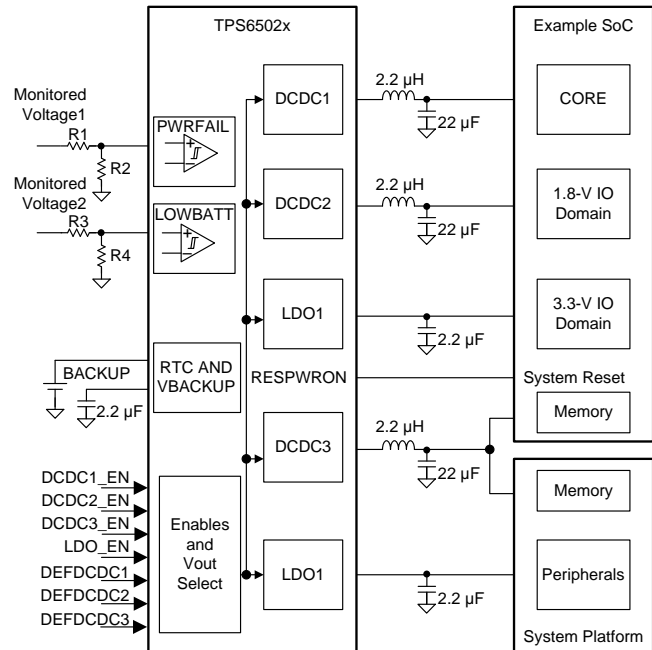 TPS6502x
Example SoC
Monitored
Voltage1
R1
R2
PWRFAIL
DCDC1
2.2 µH
22 µF
CORE
Monitored
Voltage2
R3
R4
LOWBATT
DCDC2
2.2 µH
22 µF
1.8-V IO
Domain
LDO1
2.2 µF
3.3-V IO
Domain
BACKUP
2.2 µF
RTC AND
VBACKUP
RESPWRON
System Reset
Memory
DCDC3
2.2 µH
22 µF
DCDC1_EN
DCDC2_EN
DCDC3_EN
LDO_EN
DEFDCDC1
DEFDCDC2
DEFDCDC3
Enables
and
Vout
Select
LDO1
2.2 µF
Memory
Peripherals
System Platform